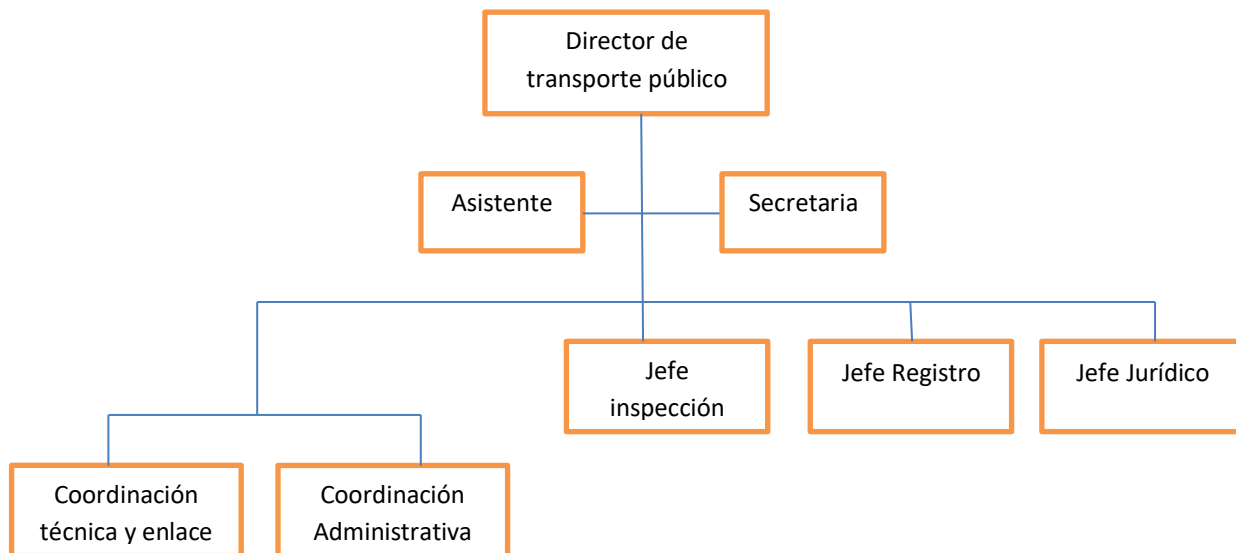 Director de
transporte público
Asistente
Secretaria
Jefe
inspección
Jefe Registro
Jefe Jurídico
Coordinación
técnica y enlace
Coordinación
Administrativa